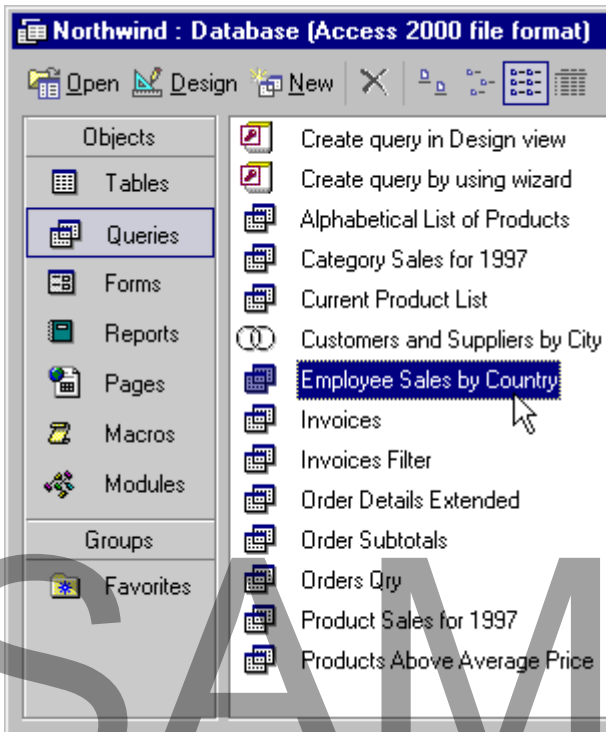 Northwind : Database (Access 2000 file format)
Open Design New
Objects
Tables
Queries
Forms
Reports
Pages
Macros
Modules
Groups
Favorites
Create query in Design view
Create query by using wizard
Alphabetical List of Products
Category Sales for 1997
Current Product List
Customers and Suppliers by City
Employee Sales by Country
Invoices
Invoices Filter
Order Details Extended
Order Subtotals
Orders Qry
Product Sales for 1997
Products Above Average Price
SAM